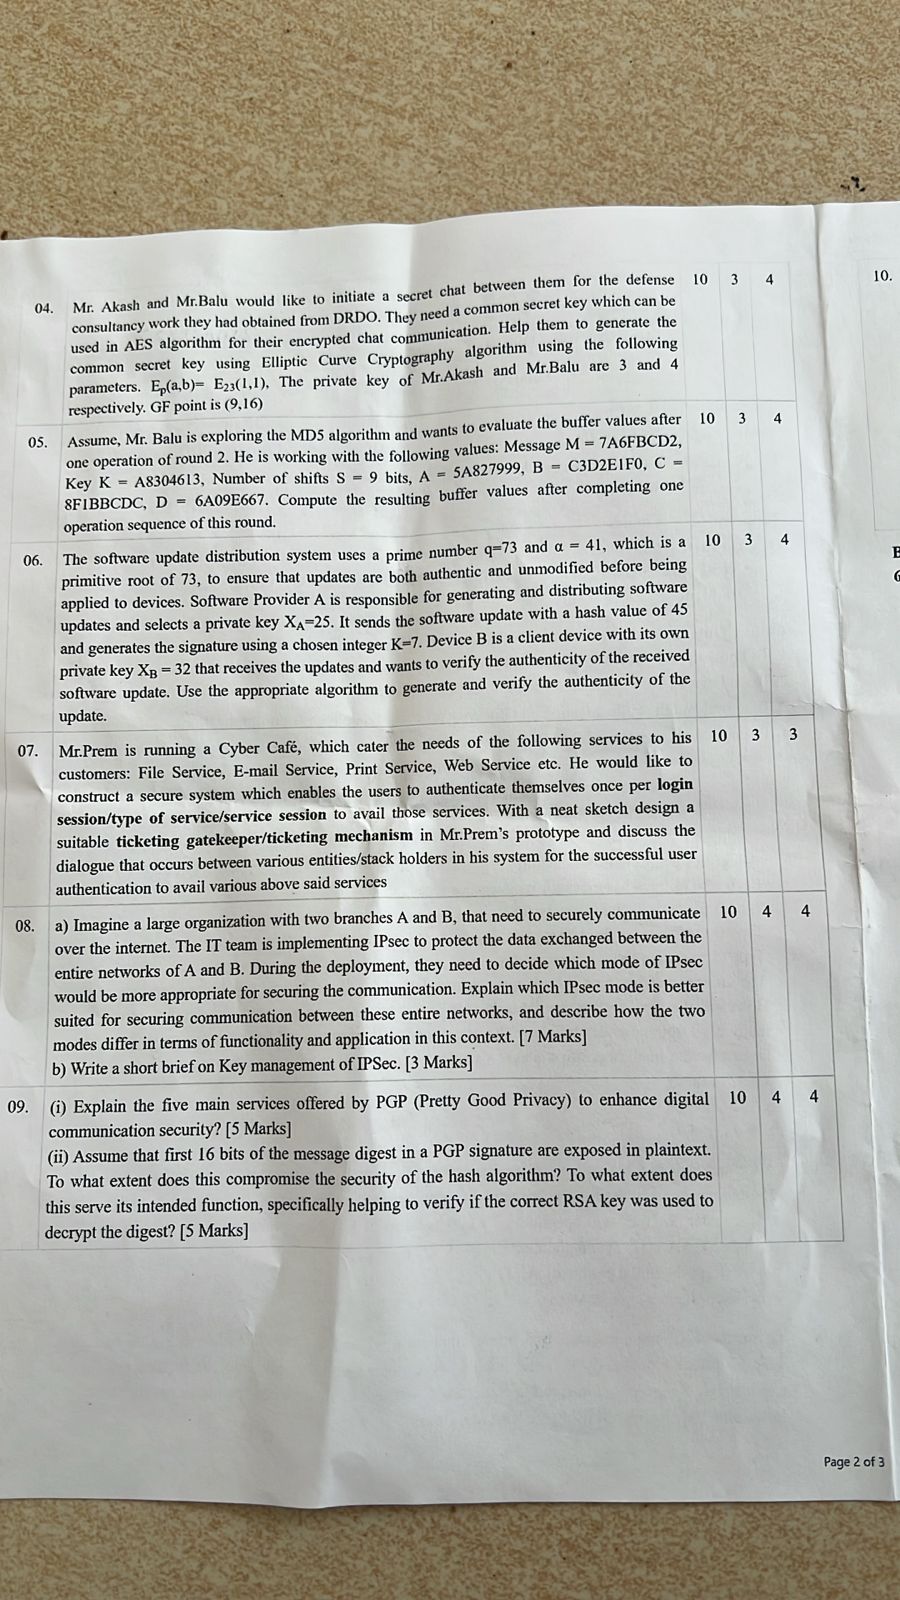 04. Mr. Akash and Mr.Balu would like to initiate a secret chat between them for the defense 10 3 4
consultancy work they had obtained from DRDO. They need a common secret key which can be
used in AES algorithm for their encrypted chat communication. Help them to generate the
common secret key using Elliptic Curve Cryptography algorithm using the following
parameters. Ep(a,b)= E23(1,1), The private key of Mr.Akash and Mr.Balu are 3 and 4
respectively. GF point is (9,16)
05. Assume, Mr. Balu is exploring the MD5 algorithm and wants to evaluate the buffer values after 10 3 4
one operation of round 2. He is working with the following values: Message M = 7A6FBCD2,
Key K = A8304613, Number of shifts S = 9 bits, A = 5A827999, B = C3D2E1F0, C =
8F1BBCDC, D = 6A09E667. Compute the resulting buffer values after completing one
operation sequence of this round.
06. The software update distribution system uses a prime number q=73 and α = 41, which is a 10 3 4
primitive root of 73, to ensure that updates are both authentic and unmodified before being
applied to devices. Software Provider A is responsible for generating and distributing software
updates and selects a private key XA=25. It sends the software update with a hash value of 45
and generates the signature using a chosen integer K=7. Device B is a client device with its own
private key XB = 32 that receives the updates and wants to verify the authenticity of the received
software update. Use the appropriate algorithm to generate and verify the authenticity of the
update.
07. Mr.Prem is running a Cyber Café, which cater the needs of the following services to his 10 3 3
customers: File Service, E-mail Service, Print Service, Web Service etc. He would like to
construct a secure system which enables the users to authenticate themselves once per login
session/type of service/service session to avail those services. With a neat sketch design a
suitable ticketing gatekeeper/ticketing mechanism in Mr.Prem's prototype and discuss the
dialogue that occurs between various entities/stack holders in his system for the successful user
authentication to avail various above said services
08. a) Imagine a large organization with two branches A and B, that need to securely communicate 10 4 4
over the internet. The IT team is implementing IPsec to protect the data exchanged between the
entire networks of A and B. During the deployment, they need to decide which mode of IPsec
would be more appropriate for securing the communication. Explain which IPsec mode is better
suited for securing communication between these entire networks, and describe how the two
modes differ in terms of functionality and application in this context. [7 Marks]
b) Write a short brief on Key management of IPSec. [3 Marks]
09. (i) Explain the five main services offered by PGP (Pretty Good Privacy) to enhance digital 10 4 4
communication security? [5 Marks]
(ii) Assume that first 16 bits of the message digest in a PGP signature are exposed in plaintext.
To what extent does this compromise the security of the hash algorithm? To what extent does
this serve its intended function, specifically helping to verify if the correct RSA key was used to
decrypt the digest? [5 Marks]
Page 2 of 3
10.